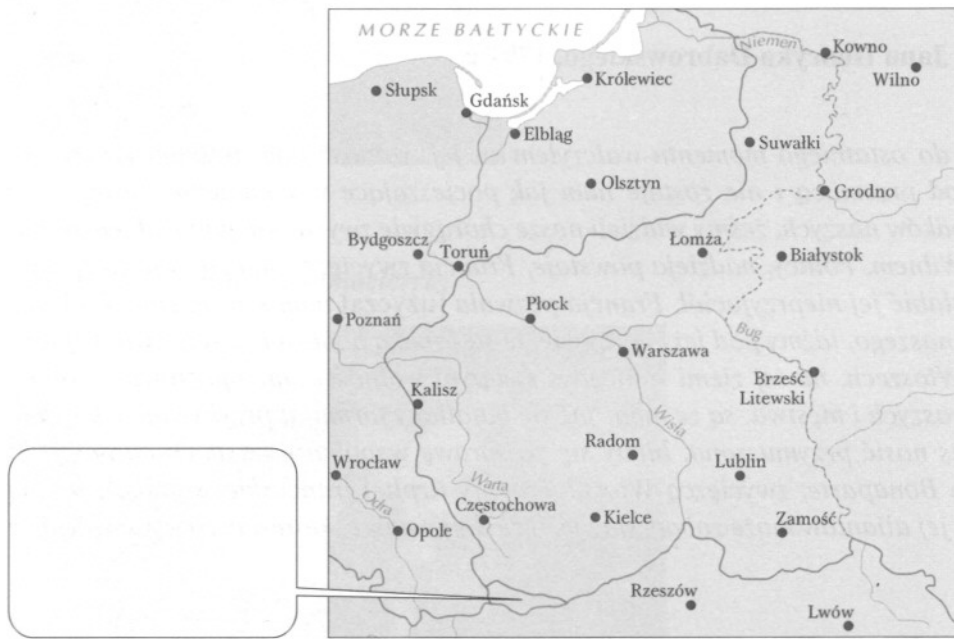 MORZE BAŁTYCKIE
Niemen
Kowno
Wilno
Słupsk
Królewiec
Gdańsk
Elbląg
Suwałki
Olsztyn
Grodno
Bydgoszcz
Toruń
Łomża
Białystok
Płock
Poznań
Bug
Warszawa
Brześć
Litewski
Kalisz
Wisła
Radom
Wrocław
Lublin
Warta
Odra
Częstochowa
Kielce
Zamość
Opole
Rzeszów
Lwów